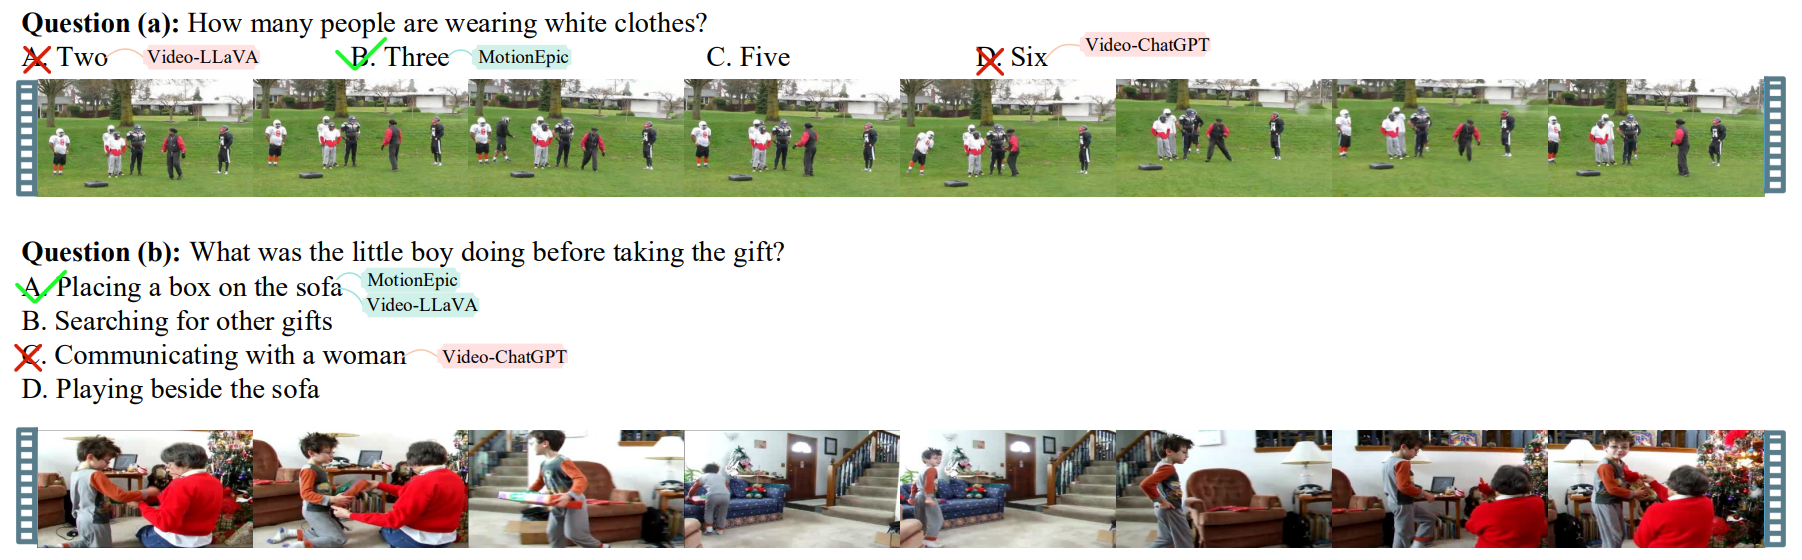 Question (a): How many people are wearing white clothes?
A. Two Video-LLaVA B. Three MotionEpic C. Five D. Six Video-ChatGPT
Question (b): What was the little boy doing before taking the gift?
A. Placing a box on the sofa MotionEpic
Video-LLaVA
B. Searching for other gifts
C. Communicating with a woman Video-ChatGPT
D. Playing beside the sofa